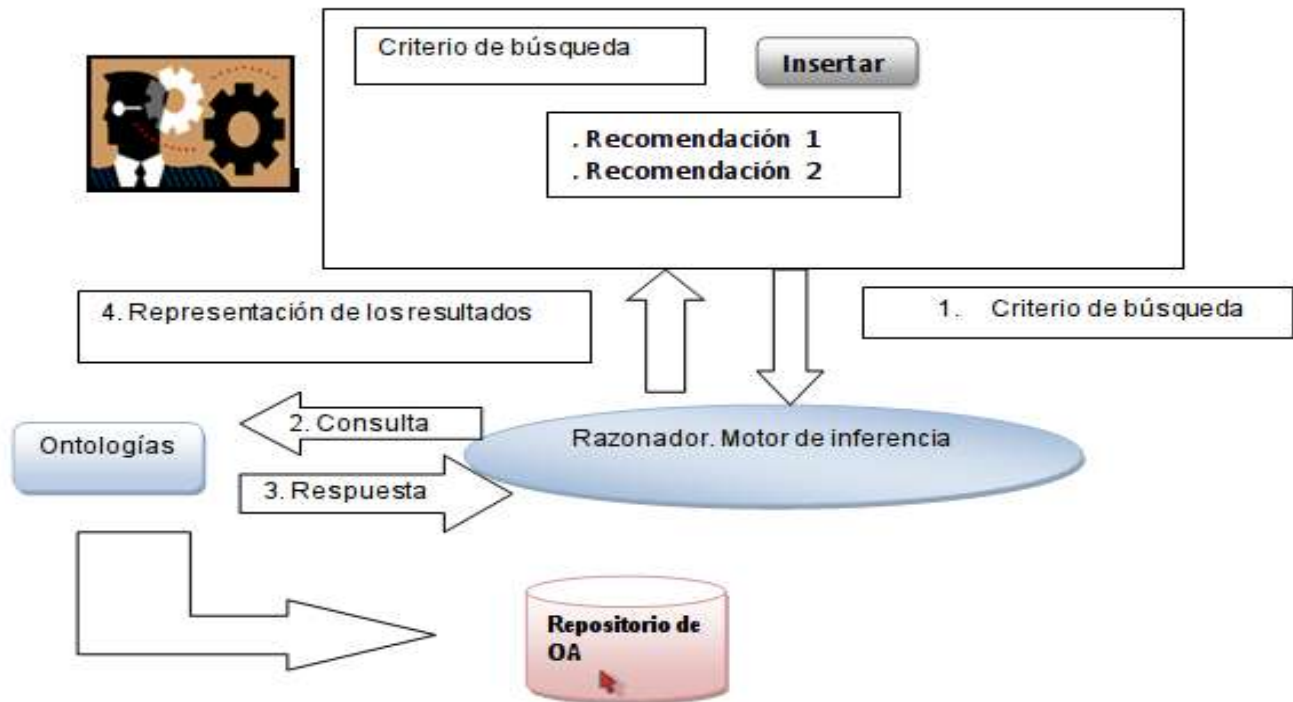 Criterio de búsqueda
Insertar
. Recomendación 1
. Recomendación 2
4. Representación de los resultados
1. Criterio de búsqueda
2. Consulta
Ontologías
Razonador. Motor de inferencia
3. Respuesta
Repositorio de
OA